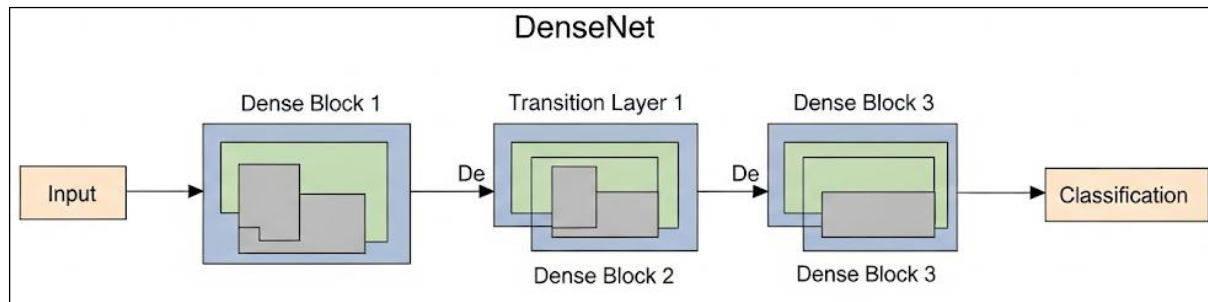 DenseNet
Dense Block 1
Transition Layer 1
Dense Block 3
Input
De
De
Classification
Dense Block 2
Dense Block 3